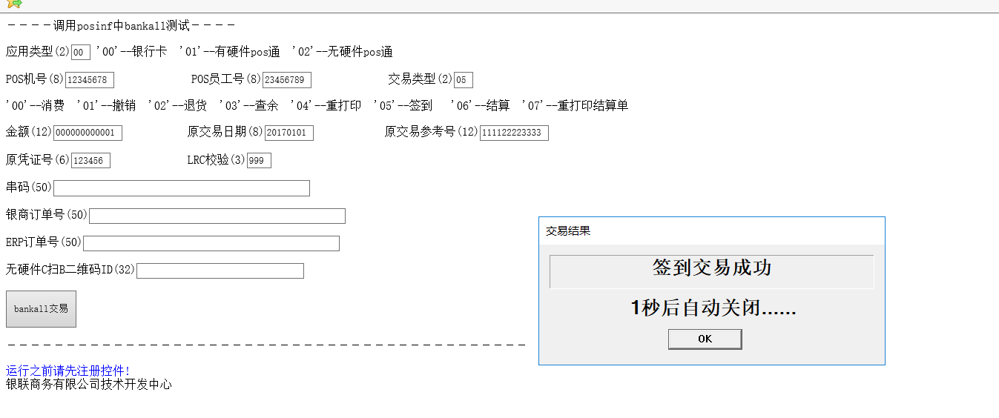 －－－－调用posinf中bankall测试－－－－
应用类型(2)00 '00'--银行卡 '01'--有硬件pos通 '02'--无硬件pos通
POS机号(8)12345678 POS员工号(8)23456789 交易类型(2)05
'00'--消费 '01'--撤销 '02'--退货 '03'--查余 '04'--重打印 '05'--签到 '06'--结算 '07'--重打印结算单
金额(12)000000000001 原交易日期(8)20170101 原交易参考号(12)111122223333
原凭证号(6)123456 LRC校验(3)999
串码(50)
银商订单号(50)
ERP订单号(50)
无硬件C扫B二维码ID(32)
bankall交易
－－－－－－－－－－－－－－－－－－－－－－－－－－－－－－－－－－－－－－－－－－－－
运行之前请先注册控件!
银联商务有限公司技术开发中心
交易结果
签到交易成功
1秒后自动关闭......
OK